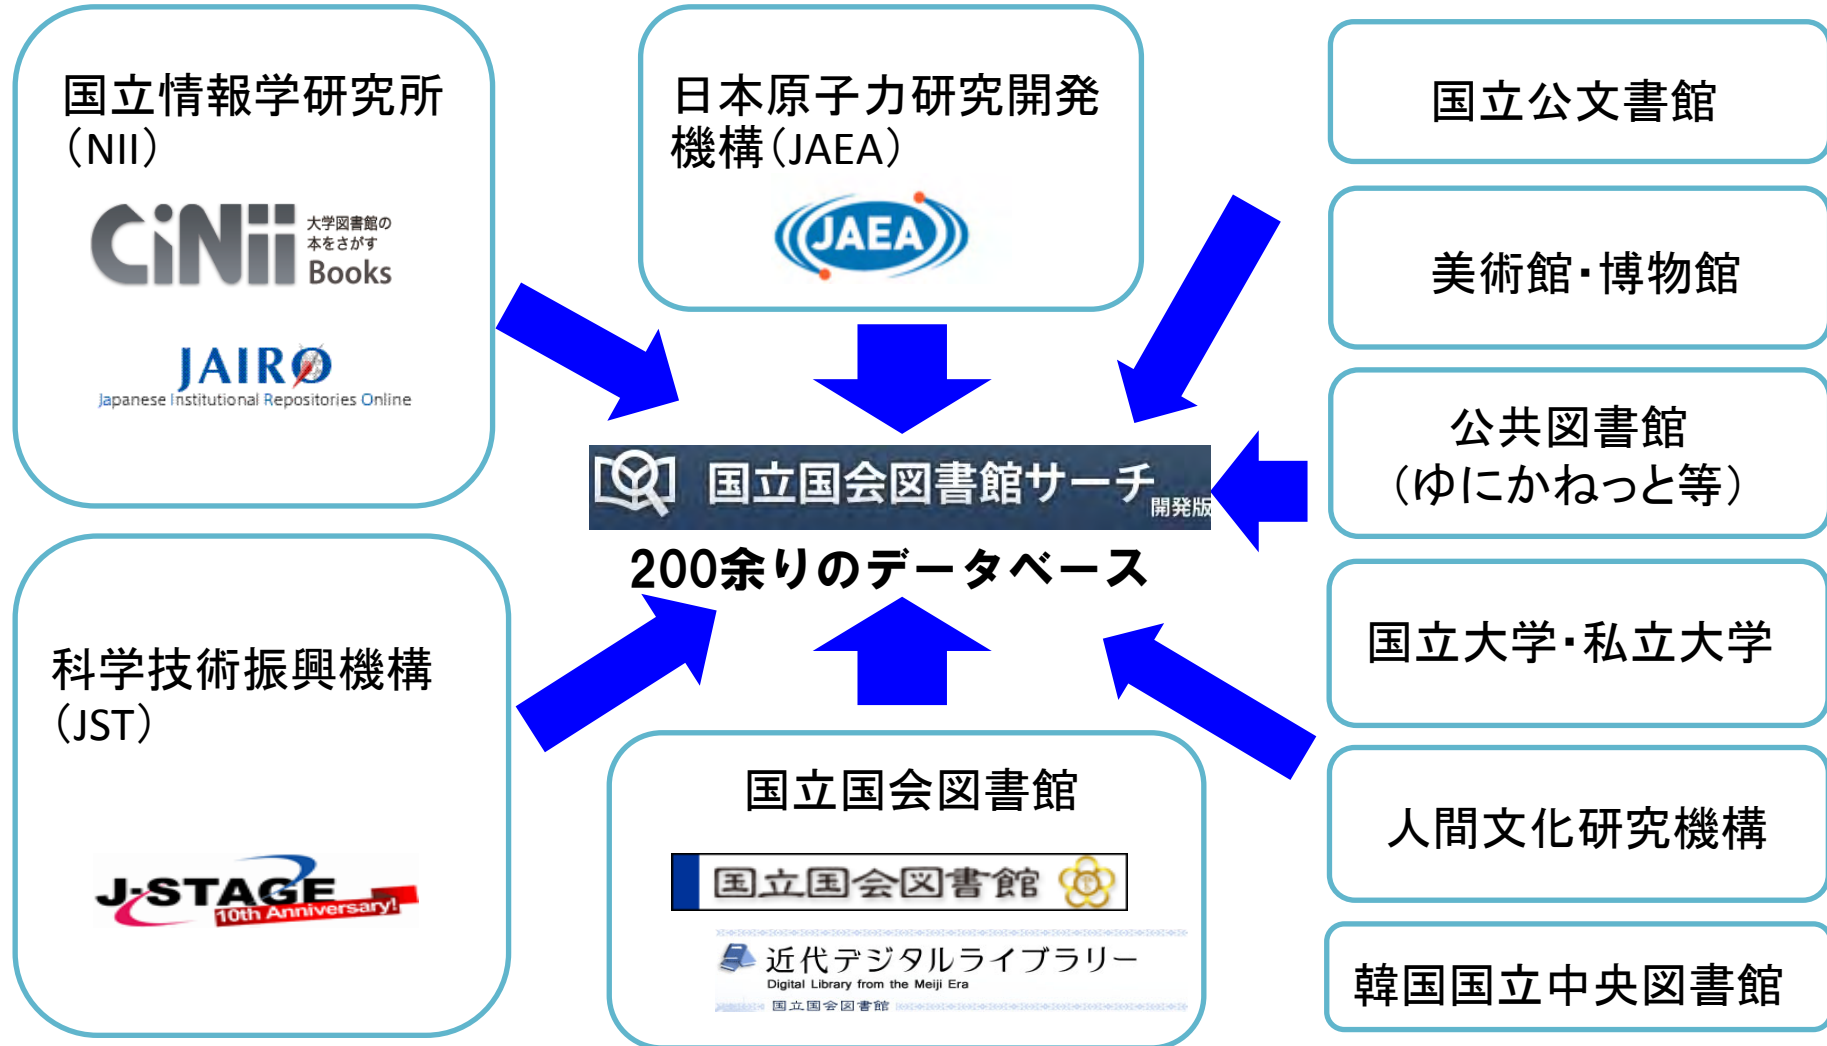 国立情報学研究所
（NII）
CiNii
大学図書館の
本をさがす
Books
JAIRO
Japanese Institutional Repositories Online
日本原子力研究開発
機構（JAEA）
JAEA
国立公文書館
美術館・博物館
公共図書館
（ゆにかねっと等）
国立大学・私立大学
人間文化研究機構
韓国国立中央図書館
国立国会図書館サーチ
開発版
200余りのデータベース
科学技術振興機構
（JST）
J-STAGE
10th Anniversary!
国立国会図書館
国立国会図書館
近代デジタルライブラリー
Digital Library from the Meiji Era
国立国会図書館